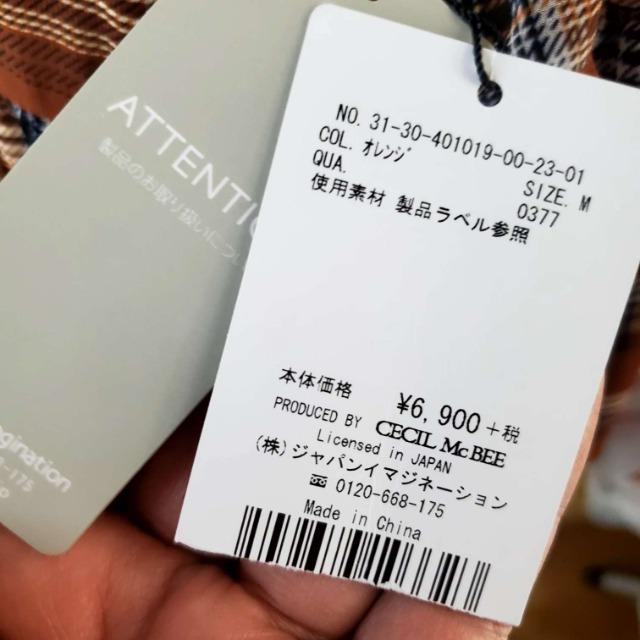 ATTENTIO
製品のお取り扱いについ
NO. 31-30-401019-00-23-01
COL. ｵﾚﾝｼﾞ
SIZE. M
QUA.
0377
使用素材 製品ラベル参照
本体価格 ¥6,900+税
PRODUCED BY CECIL McBEE
Licensed in JAPAN
(株)ジャパンイマジネーション
0120-668-175
Made in China
gination
-175